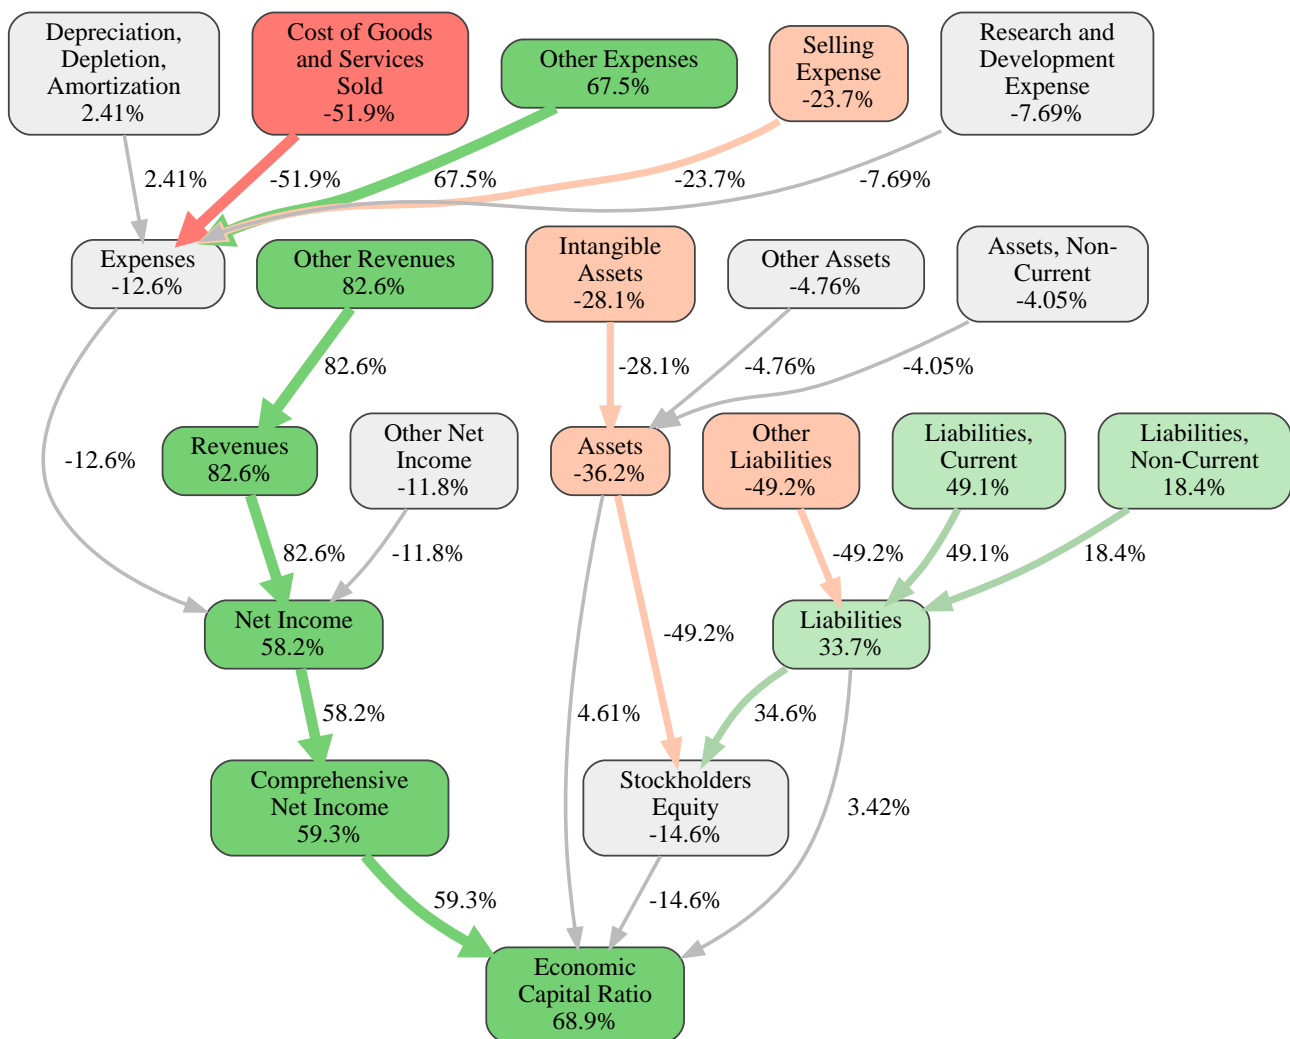 Depreciation,
Depletion,
Amortization
2.41%
Cost of Goods
and Services
Sold
-51.9%
Other Expenses
67.5%
Selling
Expense
-23.7%
Research and
Development
Expense
-7.69%
2.41%
-51.9%
67.5%
-23.7%
-7.69%
Expenses
-12.6%
Other Revenues
82.6%
Intangible
Assets
-28.1%
Other Assets
-4.76%
Assets, Non-
Current
-4.05%
82.6%
-28.1%
-4.76%
-4.05%
-12.6%
Revenues
82.6%
Other Net
Income
-11.8%
Assets
-36.2%
Other
Liabilities
-49.2%
Liabilities,
Current
49.1%
Liabilities,
Non-Current
18.4%
82.6%
-11.8%
-49.2%
49.1%
18.4%
Net Income
58.2%
-49.2%
Liabilities
33.7%
58.2%
4.61%
34.6%
Comprehensive
Net Income
59.3%
Stockholders
Equity
-14.6%
3.42%
59.3%
-14.6%
Economic
Capital Ratio
68.9%